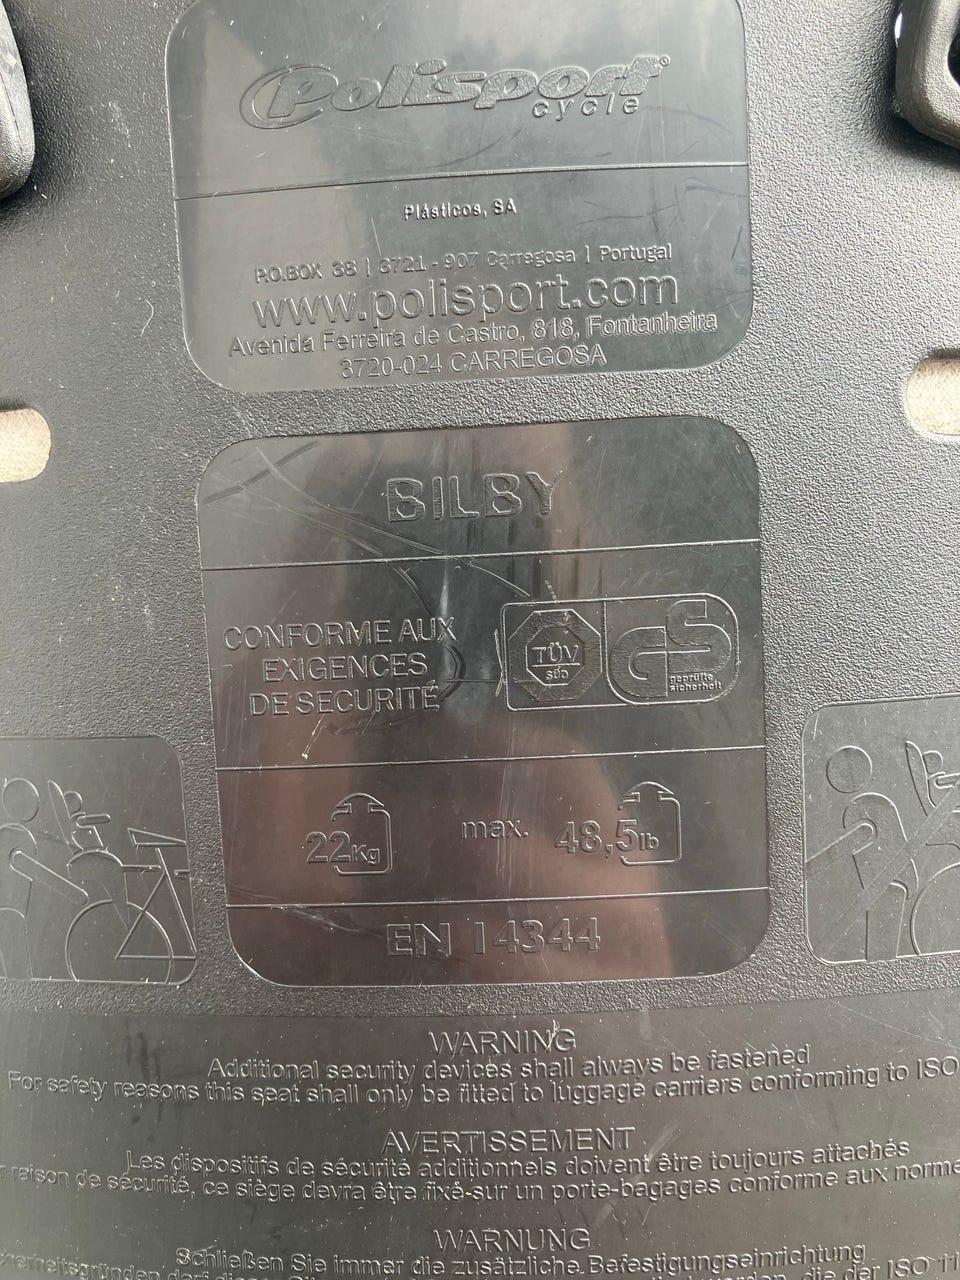 Polisport®
cycle
Plásticos, SA
P.O.BOX 38 | 3721 - 907 Carregosa | Portugal
www.polisport.com
Avenida Ferreira de Castro, 818, Fontanheira
3720-024 CARREGOSA
BILBY
CONFORME AUX
EXIGENCES
DE SECURITÉ
TÜV
SÜD
GS
geprüfte
sicherheit
22Kg max. 48,5lb
EN 14344
WARNING
Additional security devices shall always be fastened
For safety reasons this seat shall only be fitted to luggage carriers conforming to ISO
AVERTISSEMENT
Les dispositifs de sécurité additionnels doivent être toujours attachés
raison de sécurité, ce siège devra être fixé-sur un porte-bagages conforme aux norme
WARNUNG
Schließen Sie immer die zusätzliche Befestigungseinrichtung